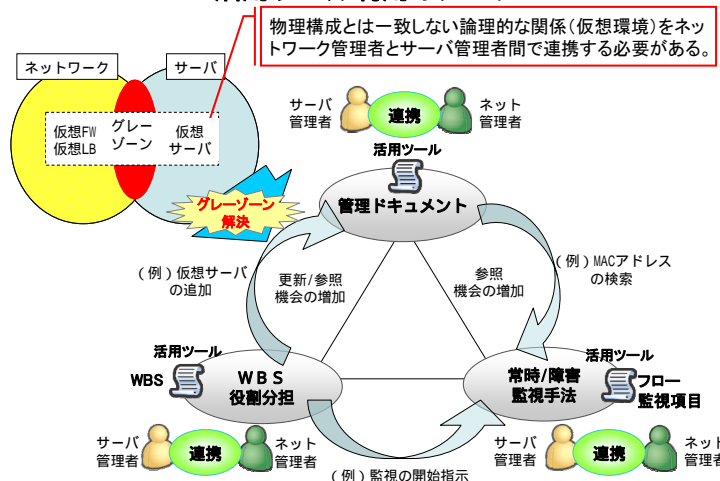 物理構成とは一致しない論理的な関係（仮想環境）をネッ
トワーク管理者とサーバ管理者間で連携する必要がある。
ネットワーク
サーバ
仮想FW
仮想LB
グレー
ゾーン
仮想
サーバ
グレーゾーン
解決
サーバ
管理者
連携
ネット
管理者
活用ツール
管理ドキュメント
（例）仮想サーバ
の追加
更新/参照
機会の増加
参照
機会の増加
（例）MACアドレス
の検索
活用ツール
WBS
ＷＢＳ
役割分担
活用ツール
常時/障害
監視手法
フロー
監視項目
サーバ
管理者
連携
ネット
管理者
サーバ
管理者
連携
ネット
管理者
（例）監視の開始指示